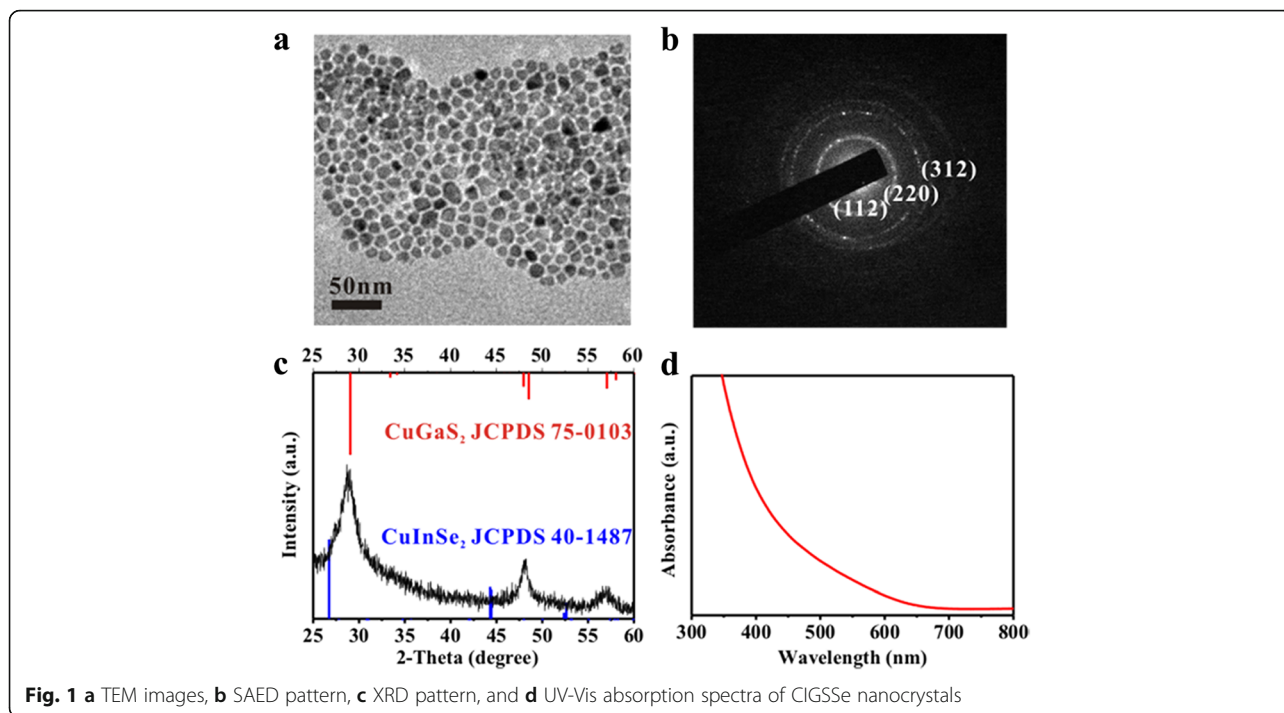 a
50nm
b
(312)
(220)
(112)
c
25 30 35 40 45 50 55 60
CuGaS₂ JCPDS 75-0103
CuInSe₂ JCPDS 40-1487
Intensity (a.u.)
25 30 35 40 45 50 55 60
2-Theta (degree)
d
Absorbance (a.u.)
300 400 500 600 700 800
Wavelength (nm)
Fig. 1 a TEM images, b SAED pattern, c XRD pattern, and d UV-Vis absorption spectra of CIGSSe nanocrystals